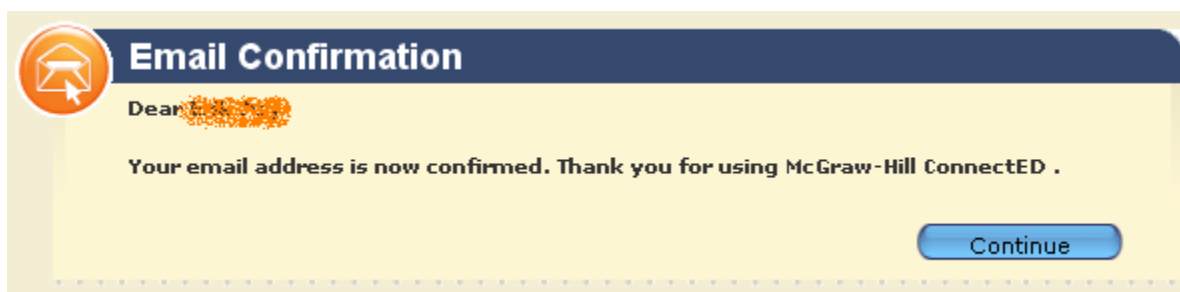 Email Confirmation
Dear
Your email address is now confirmed. Thank you for using McGraw-Hill ConnectED .
Continue